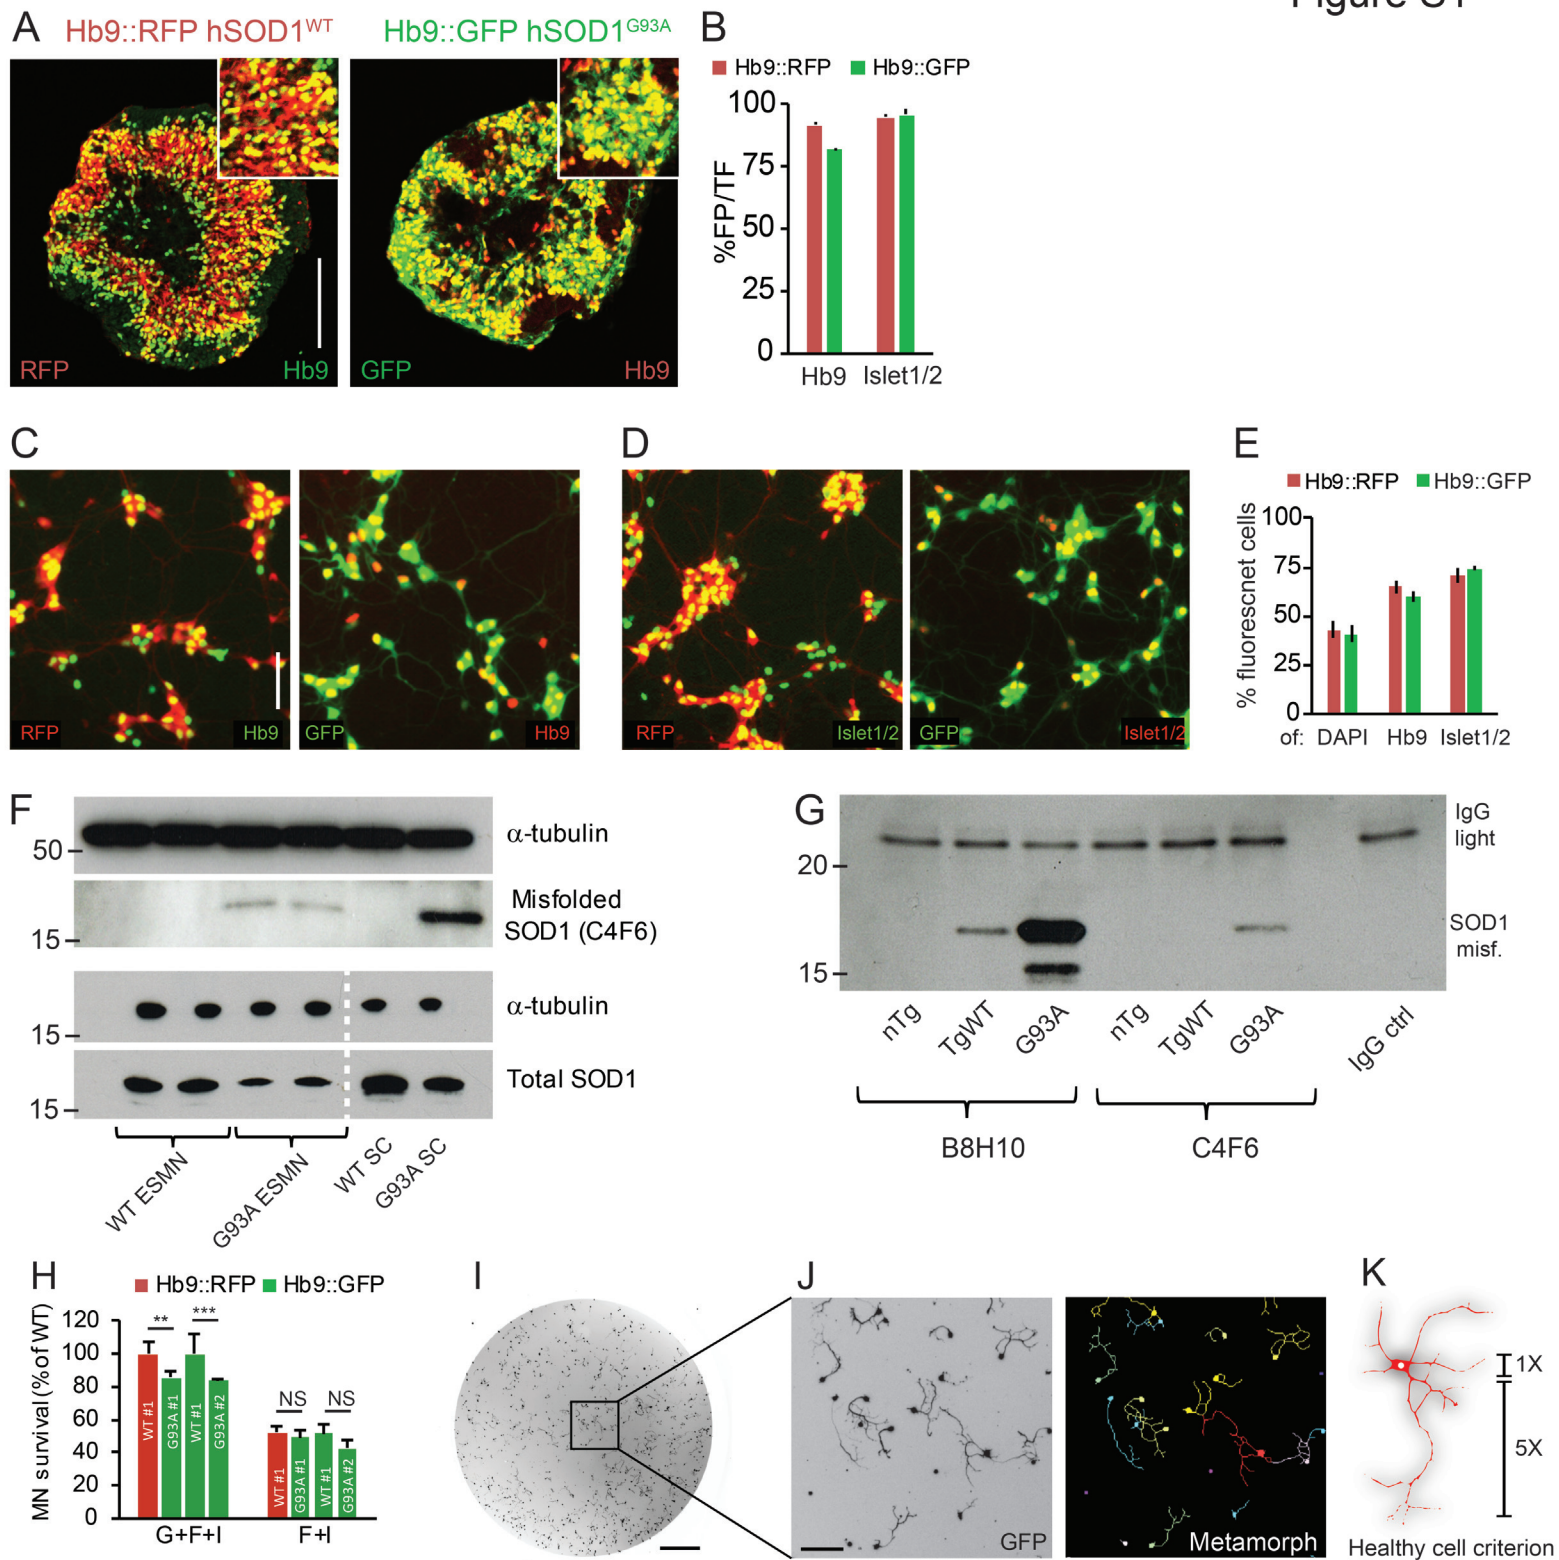 A
Hb9::RFP hSOD1WT
Hb9::GFP hSOD1G93A
RFP
Hb9
GFP
Hb9
B
Hb9::RFP
Hb9::GFP
100
75
50
25
0
%FP/TF
Hb9
Islet1/2
C
RFP
Hb9
GFP
Hb9
D
RFP
Islet1/2
GFP
Islet1/2
E
Hb9::RFP
Hb9::GFP
100
75
50
25
0
% fluorescnet cells
of: DAPI Hb9 Islet1/2
F
50
α-tubulin
Misfolded
SOD1 (C4F6)
15
α-tubulin
15
Total SOD1
15
WT ESMN
G93A ESMN
WT SC
G93A SC
G
IgG
light
20
SOD1
misf.
15
nTg
TgWT
G93A
nTg
TgWT
G93A
IgG ctrl
B8H10
C4F6
H
Hb9::RFP
Hb9::GFP
MN survival (% of WT)
120
100
80
60
40
20
0
**
***
NS
NS
WT #1
G93A #1
WT #1
G93A #2
WT #1
G93A #1
WT #1
G93A #2
G+F+I
F+I
I
J
GFP
Metamorph
K
1X
5X
Healthy cell criterion